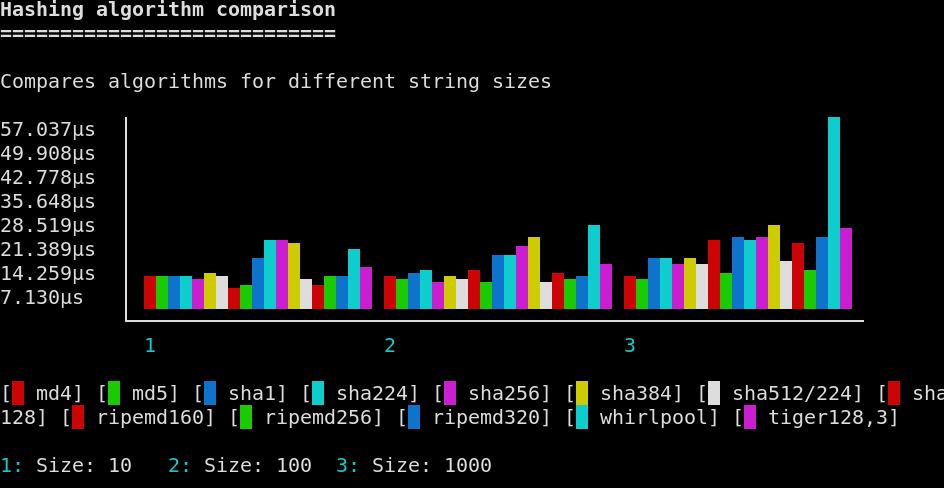 Hashing algorithm comparison
============================
Compares algorithms for different string sizes
57.037µs
49.908µs
42.778µs
35.648µs
28.519µs
21.389µs
14.259µs
7.130µs
1 2 3
[ md4] [ md5] [ sha1] [ sha224] [ sha256] [ sha384] [ sha512/224] [ sha
128] [ ripemd160] [ ripemd256] [ ripemd320] [ whirlpool] [ tiger128,3]
1: Size: 10 2: Size: 100 3: Size: 1000